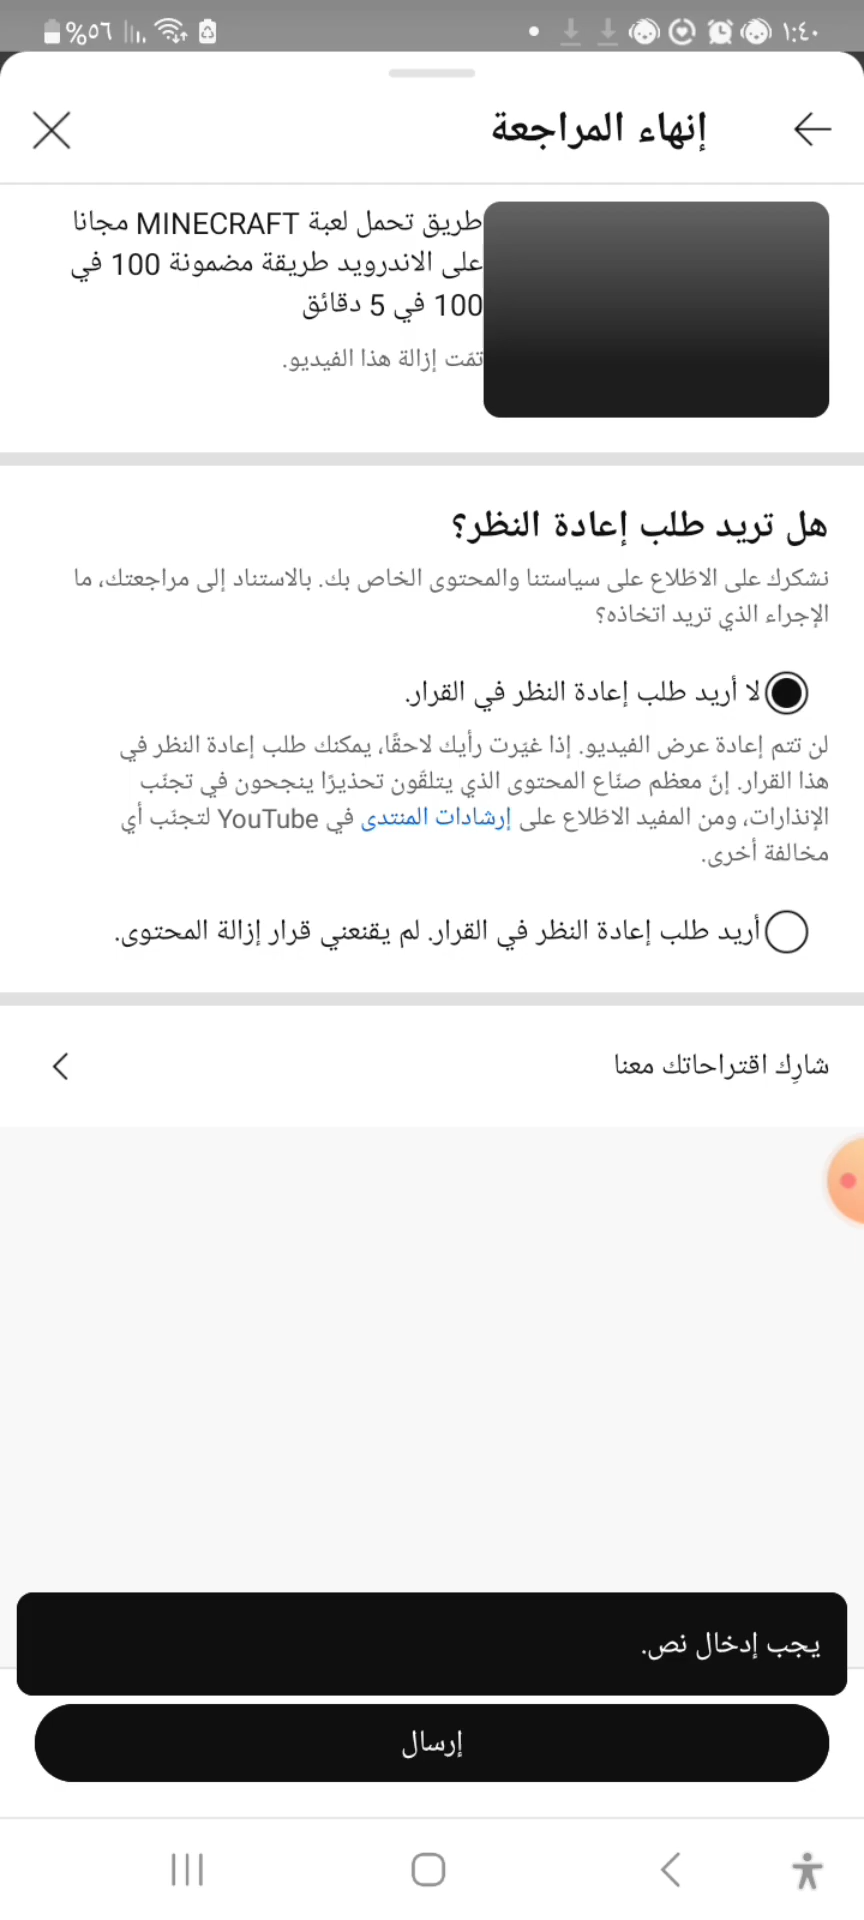 ١:٤٠
%٥٦
إنهاء المراجعة
طريق تحمل لعبة MINECRAFT مجانا
على الاندرويد طريقة مضمونة 100 في
100 في 5 دقائق
تمّت إزالة هذا الفيديو.
هل تريد طلب إعادة النظر؟
نشكرك على الاطّلاع على سياستنا والمحتوى الخاص بك. بالاستناد إلى مراجعتك، ما
الإجراء الذي تريد اتخاذه؟
لا أريد طلب إعادة النظر في القرار.
لن تتم إعادة عرض الفيديو. إذا غيّرت رأيك لاحقًا، يمكنك طلب إعادة النظر في
هذا القرار. إنّ معظم صنّاع المحتوى الذي يتلقّون تحذيرًا ينجحون في تجنّب
الإنذارات، ومن المفيد الاطّلاع على إرشادات المنتدى في YouTube لتجنّب أي
مخالفة أخرى.
أريد طلب إعادة النظر في القرار. لم يقنعني قرار إزالة المحتوى.
شارِك اقتراحاتك معنا
يجب إدخال نص.
إرسال